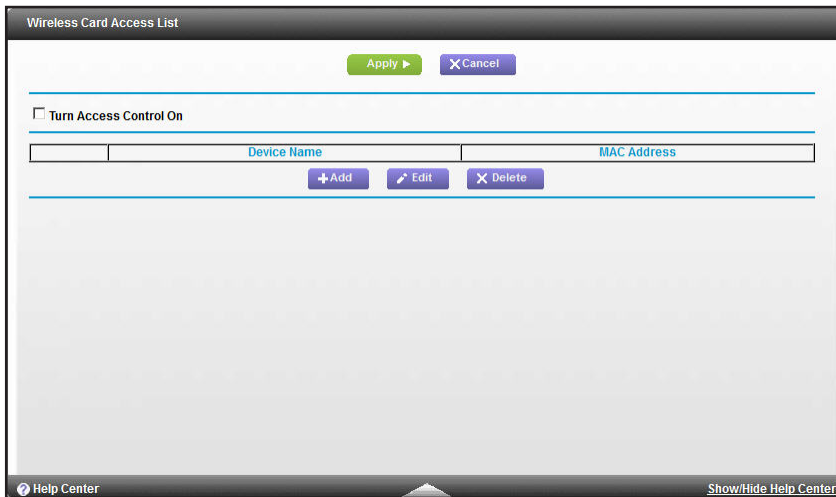 Wireless Card Access List
Apply Cancel
Turn Access Control On
Device Name MAC Address
Add Edit Delete
Help Center Show/Hide Help Center